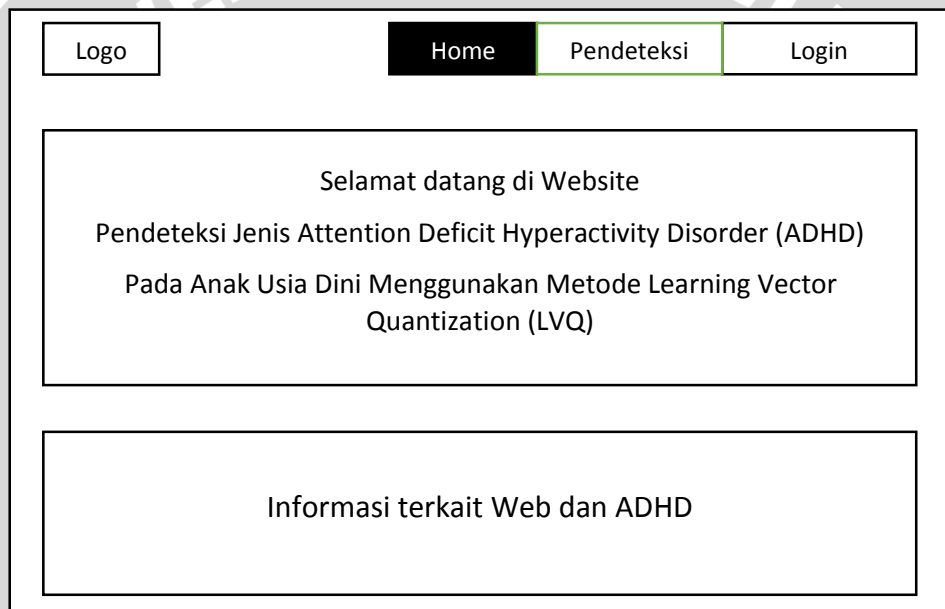 Logo
Home
Pendeteksi
Login
Selamat datang di Website
Pendeteksi Jenis Attention Deficit Hyperactivity Disorder (ADHD)
Pada Anak Usia Dini Menggunakan Metode Learning Vector
Quantization (LVQ)
Informasi terkait Web dan ADHD